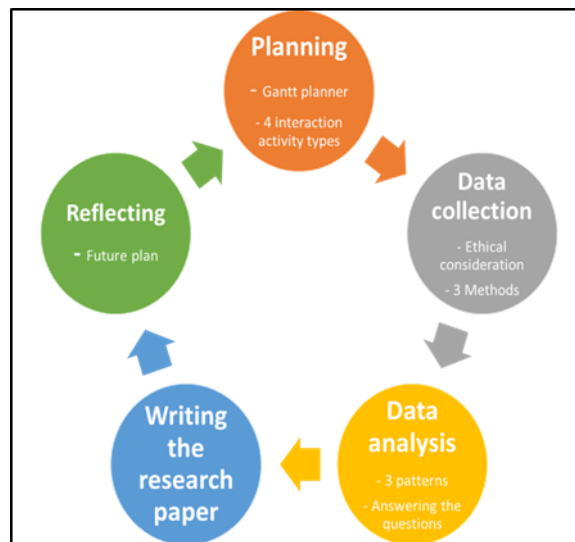 Planning
- Gantt planner
- 4 interaction
activity types
Data
collection
- Ethical
consideration
- 3 Methods
Data
analysis
- 3 patterns
- Answering the
questions
Writing
the
research
paper
Reflecting
- Future plan